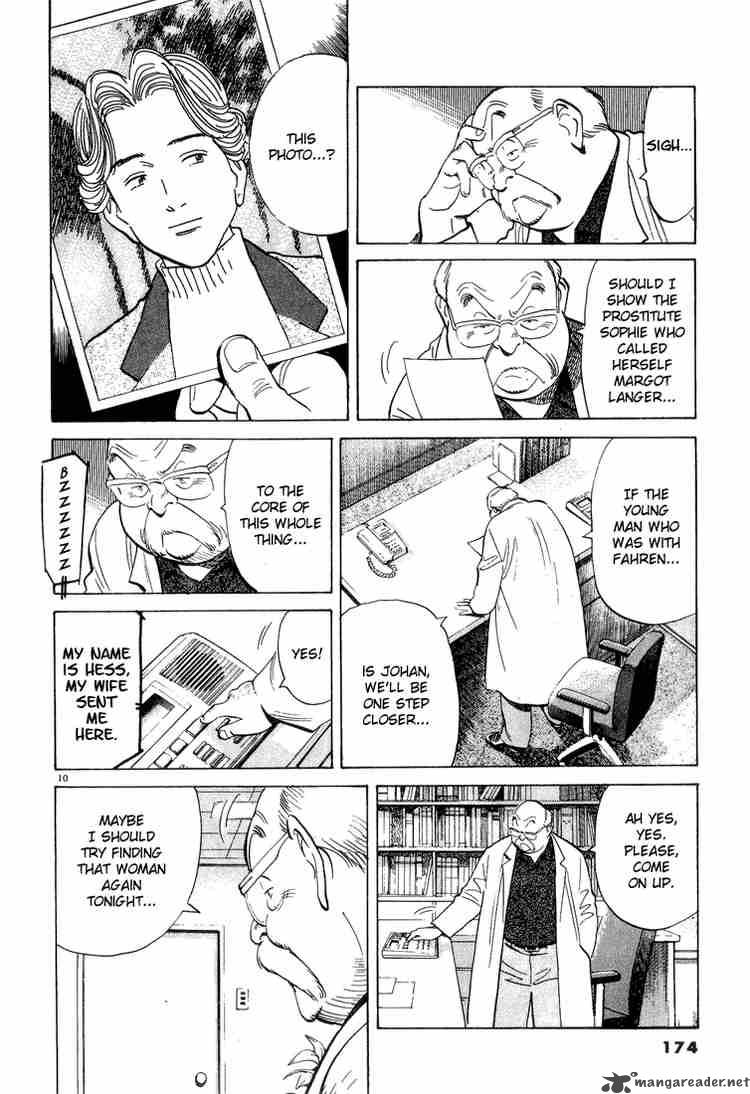 SIGH...
SHOULD I
SHOW THE
PROSTITUTE
SOPHIE WHO
CALLED
HERSELF
MARGOT
LANGER...
THIS
PHOTO...?
IF THE
YOUNG
MAN WHO
WAS WITH
FAHREN...
IS JOHAN,
WE'LL BE
ONE STEP
CLOSER...
TO THE
CORE OF
THIS WHOLE
THING...
BZZZZZZZ
YES!
MY NAME
IS HESS,
MY WIFE
SENT
ME
HERE.
10
AH YES,
YES.
PLEASE,
COME
ON UP.
MAYBE
I SHOULD
TRY FINDING
THAT WOMAN
AGAIN
TONIGHT...
174
mangareader.net